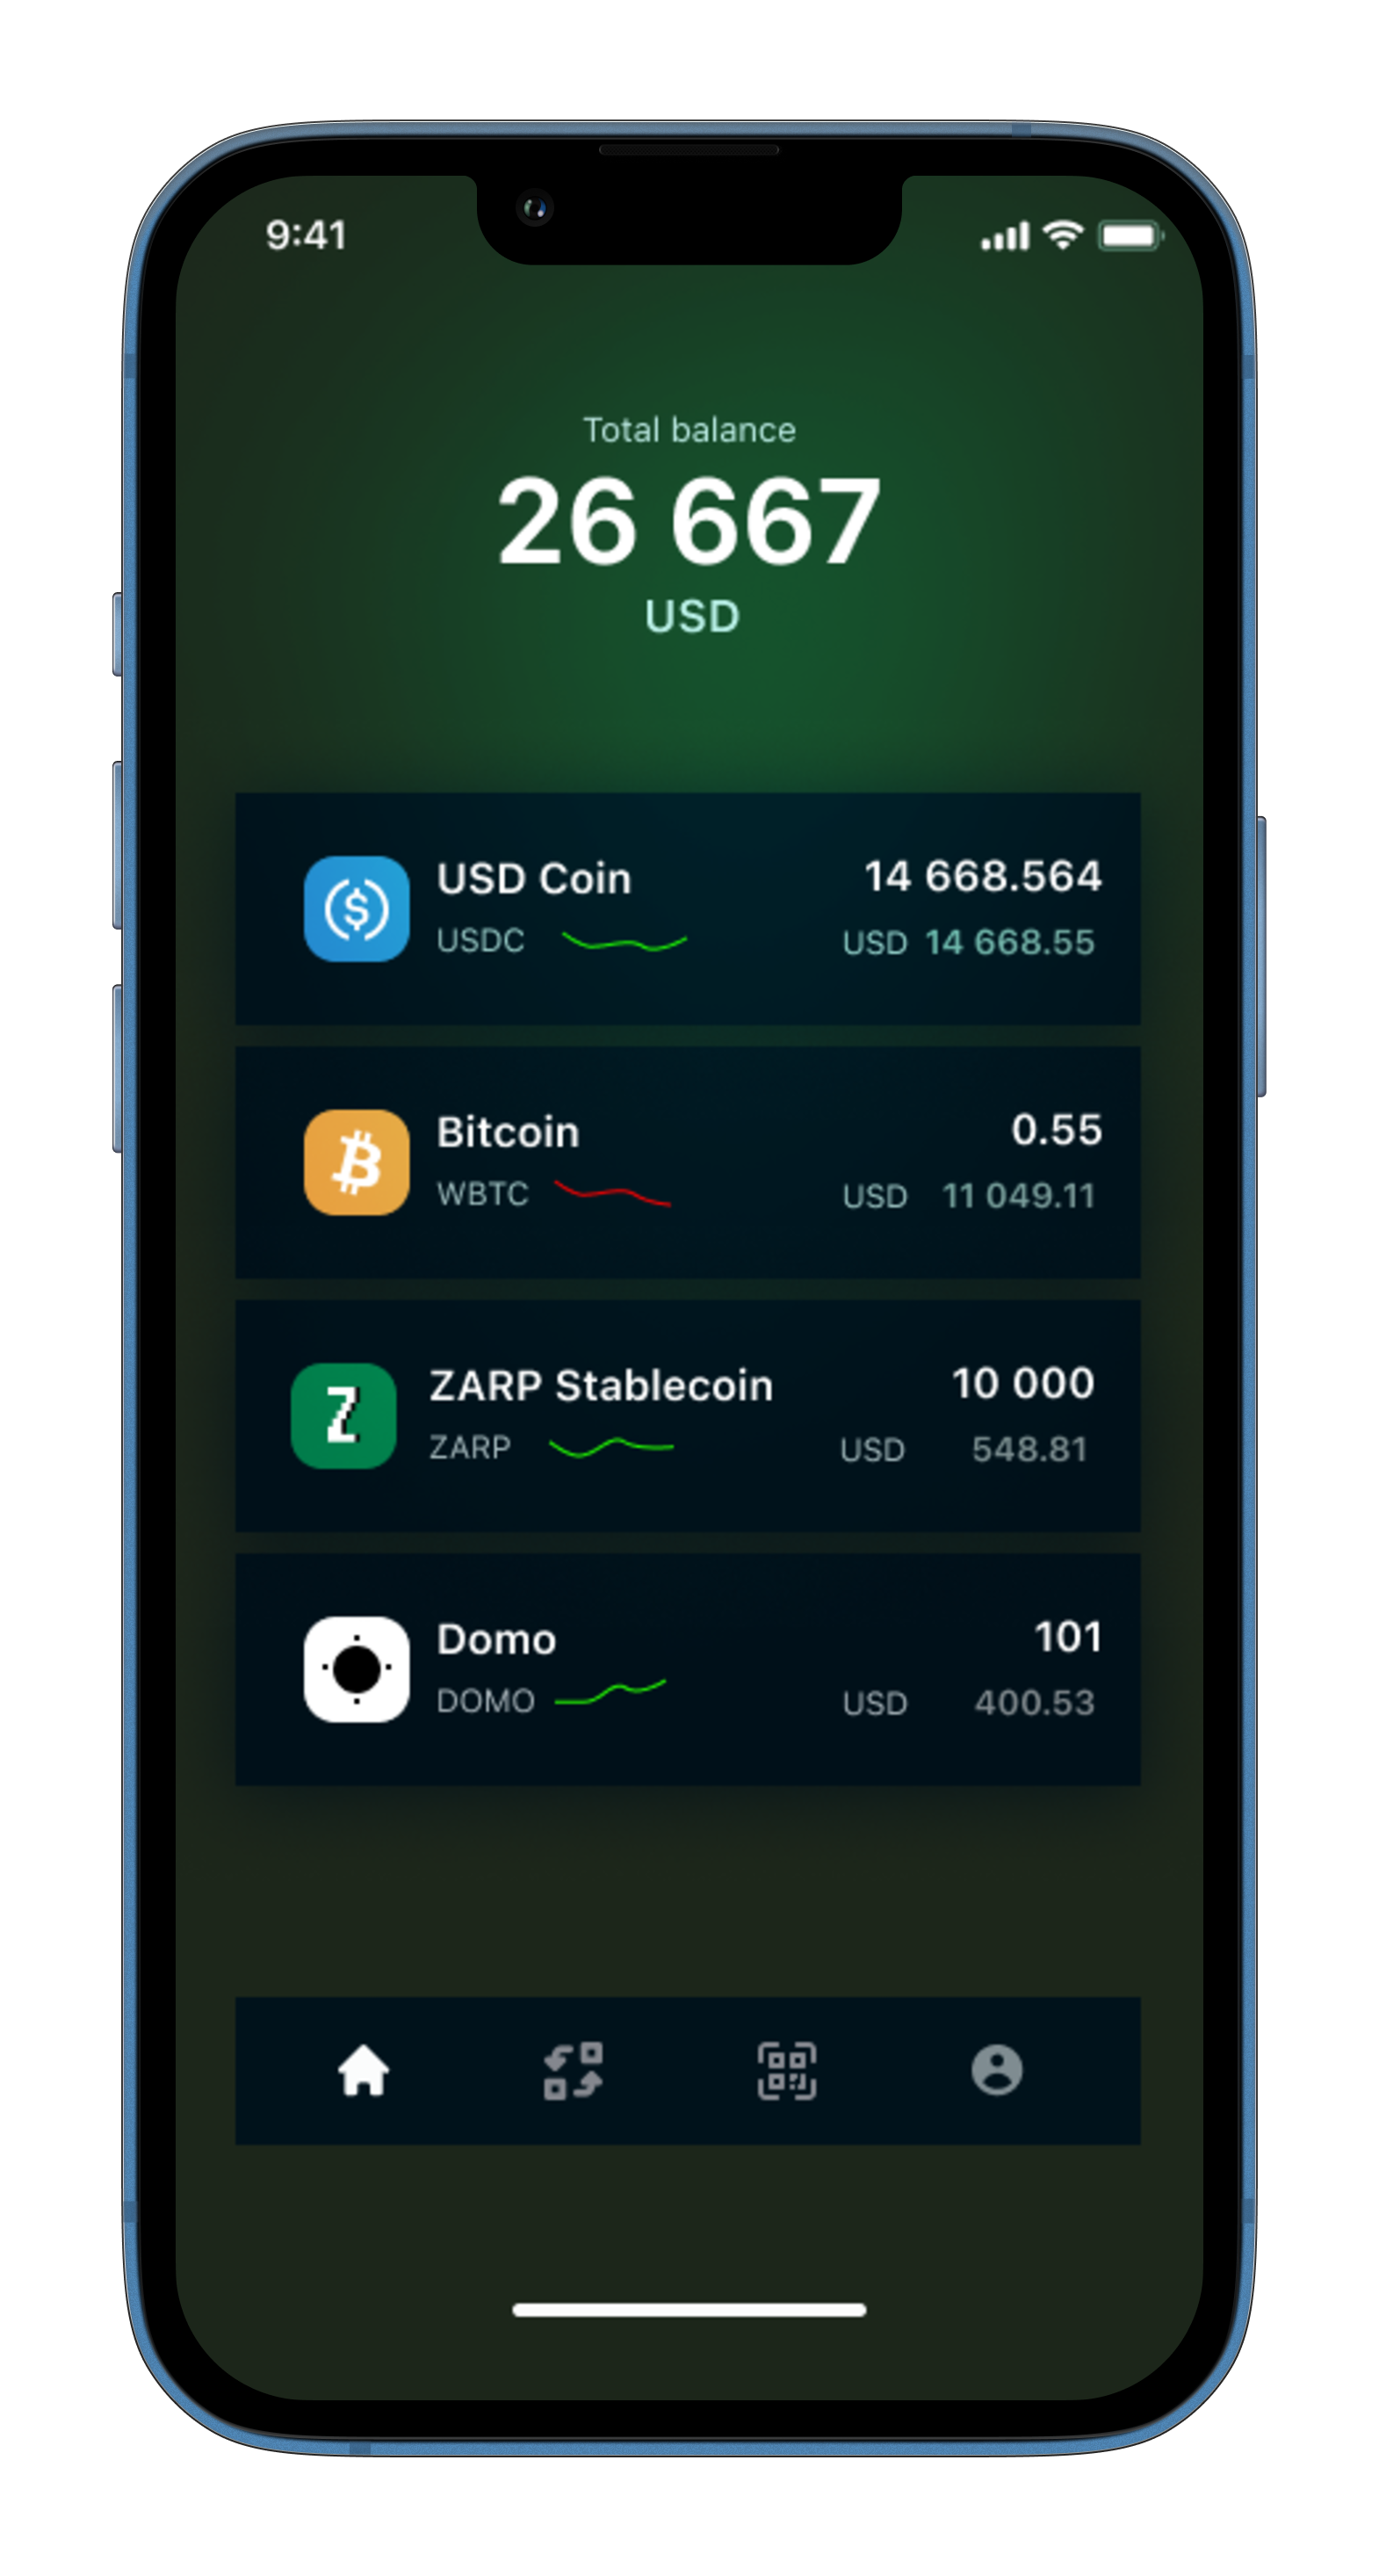 9:41
Total balance
26 667
USD
USD Coin 14 668.564
USDC USD 14 668.55
Bitcoin 0.55
WBTC USD 11 049.11
ZARP Stablecoin 10 000
ZARP USD 548.81
Domo 101
DOMO USD 400.53